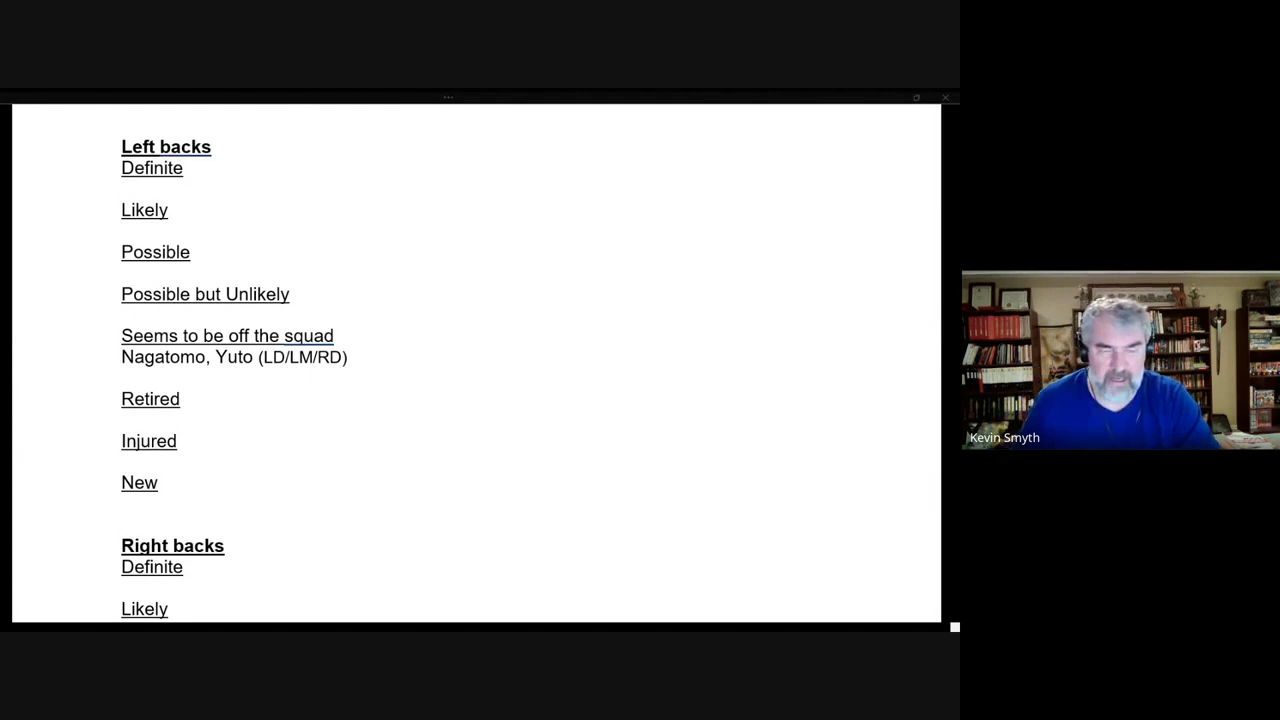 Left backs
Definite
Likely
Possible
Possible but Unlikely
Seems to be off the squad
Nagatomo, Yuto (LD/LM/RD)
Retired
Injured
New
Right backs
Definite
Likely
Kevin Smyth